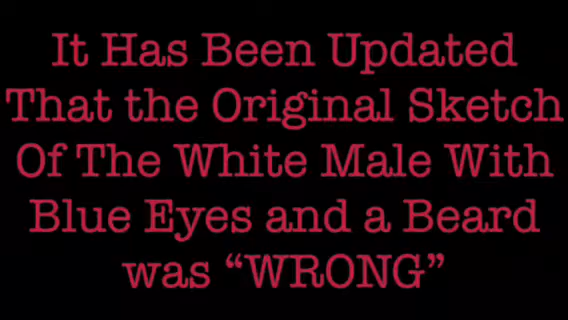 It Has Been Updated
That the Original Sketch
Of The White Male With
Blue Eyes and a Beard
was “WRONG”